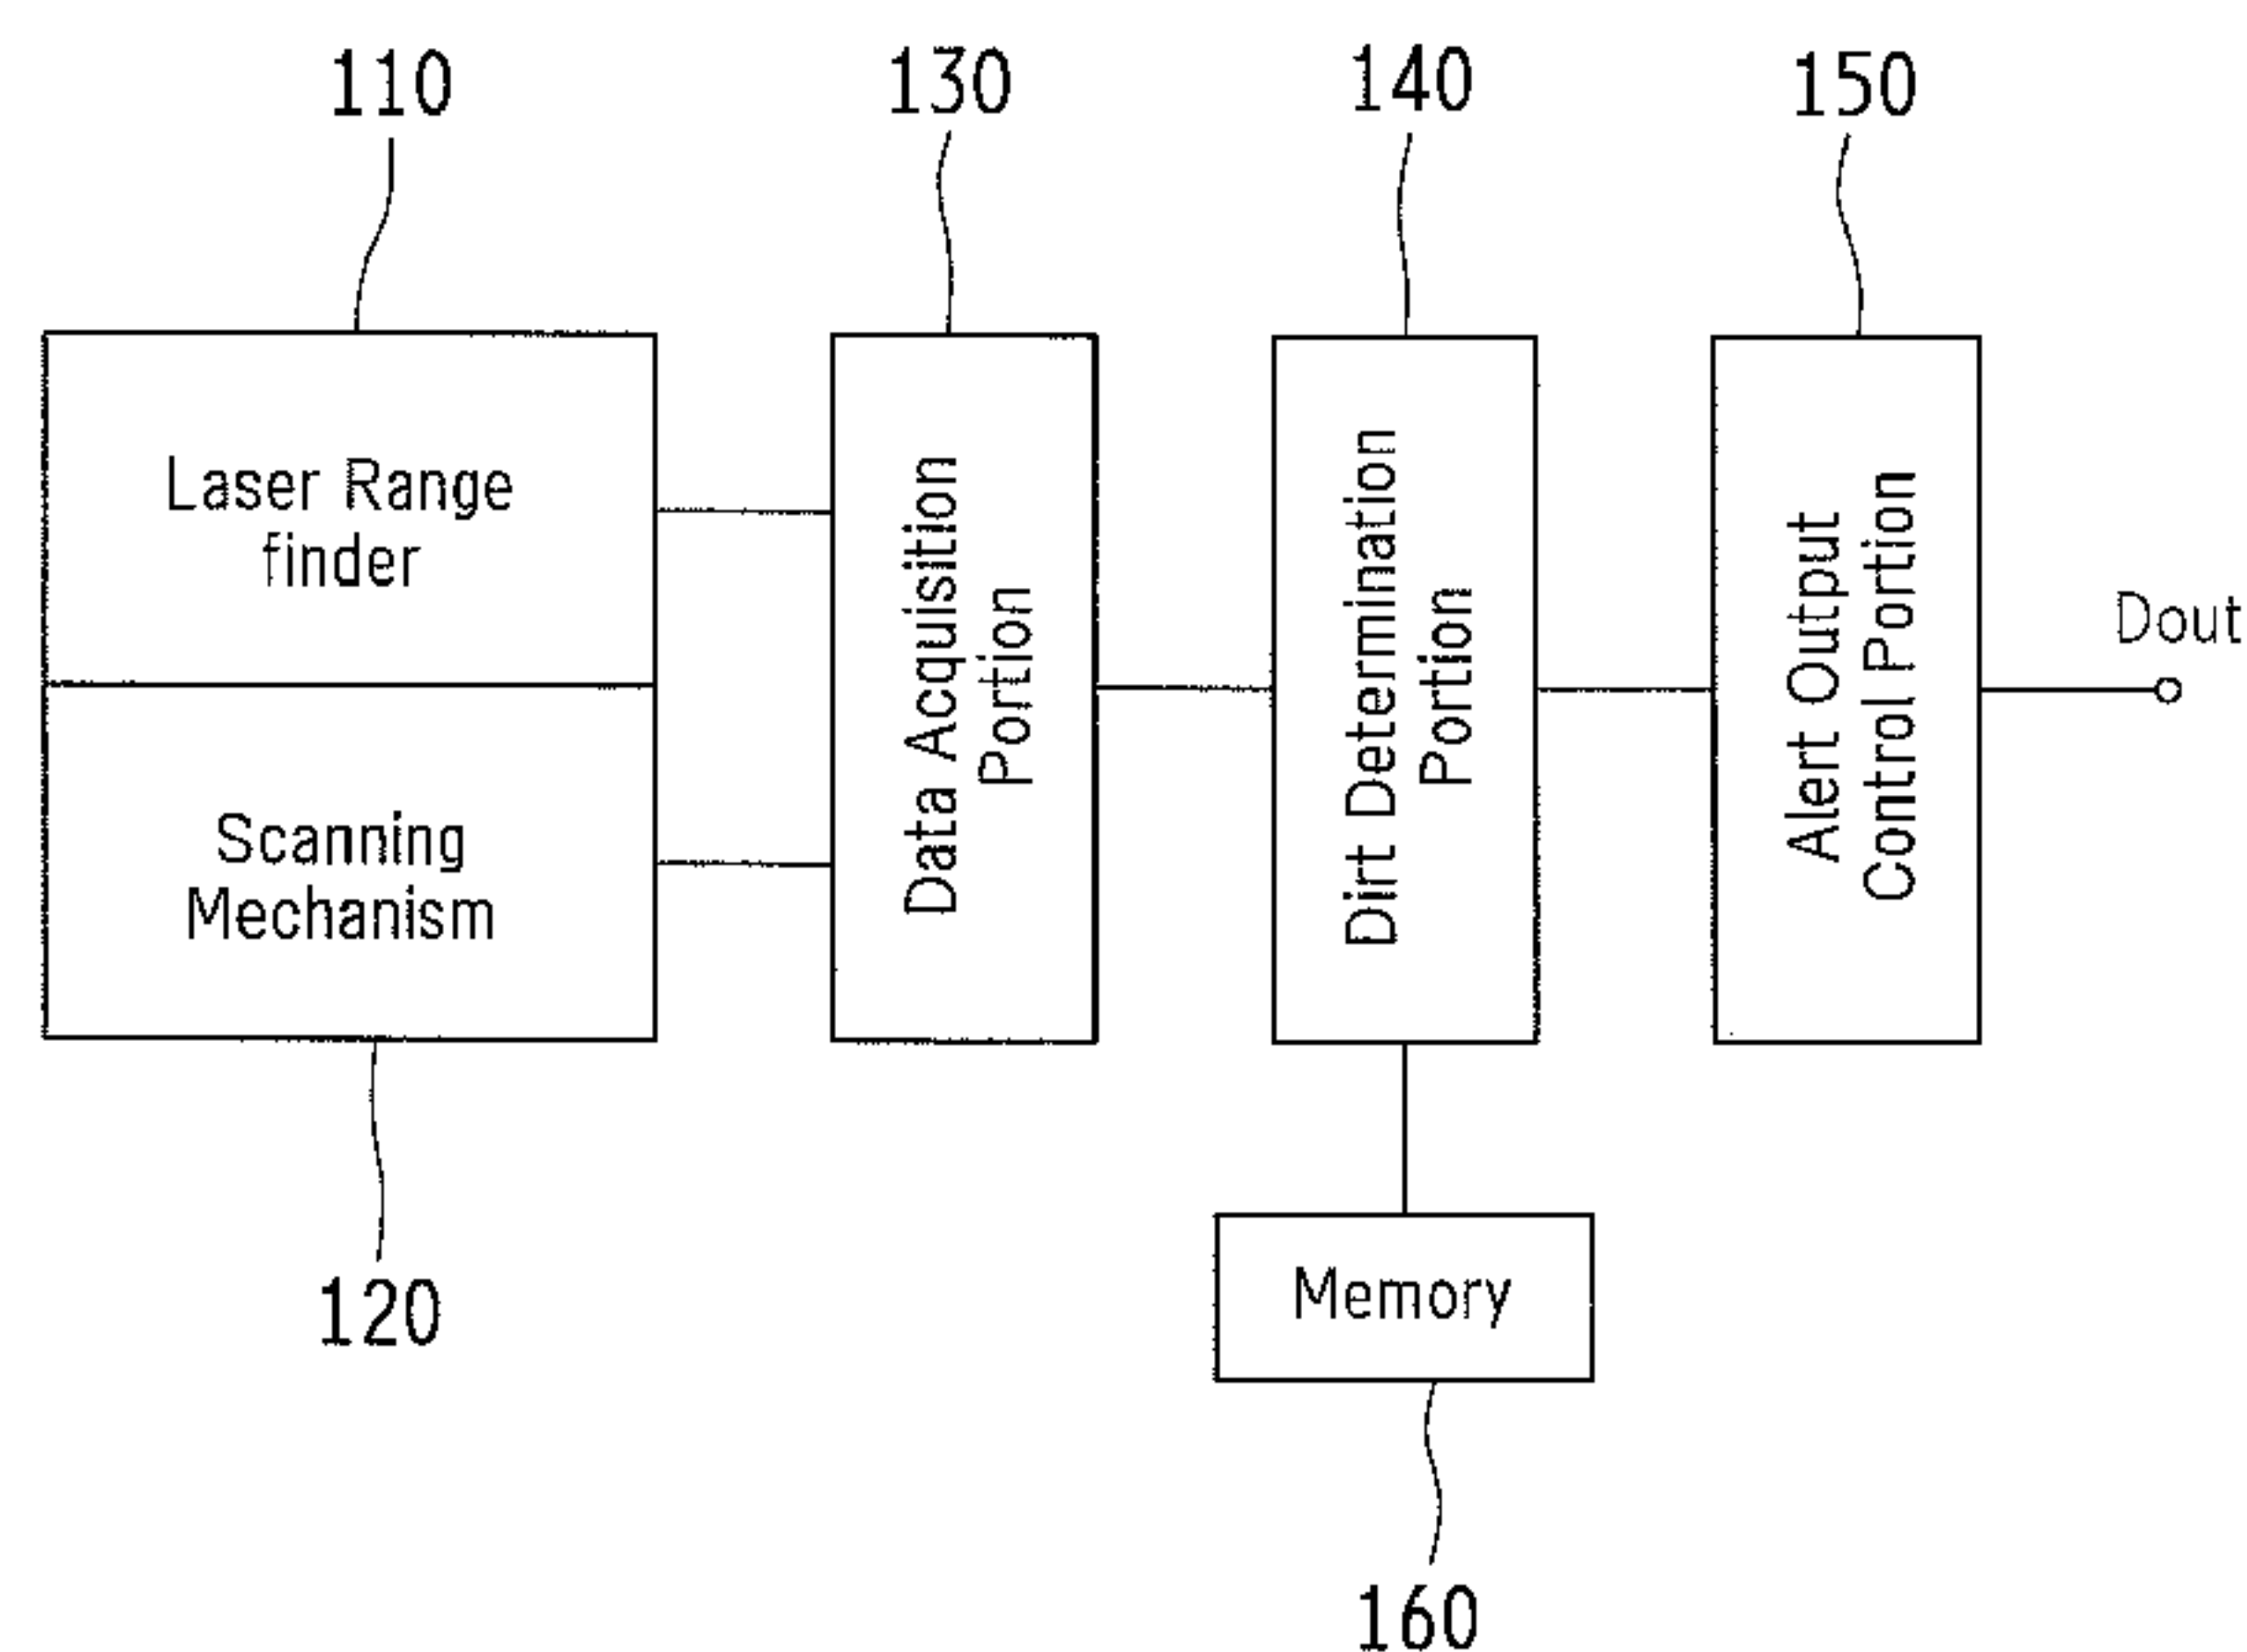 110
130
140
150
Laser Range
finder
Scanning
Mechanism
Data Acquisition
Portion
Dirt Determination
Portion
Alert Output
Control Portion
Dout
Memory
120
160